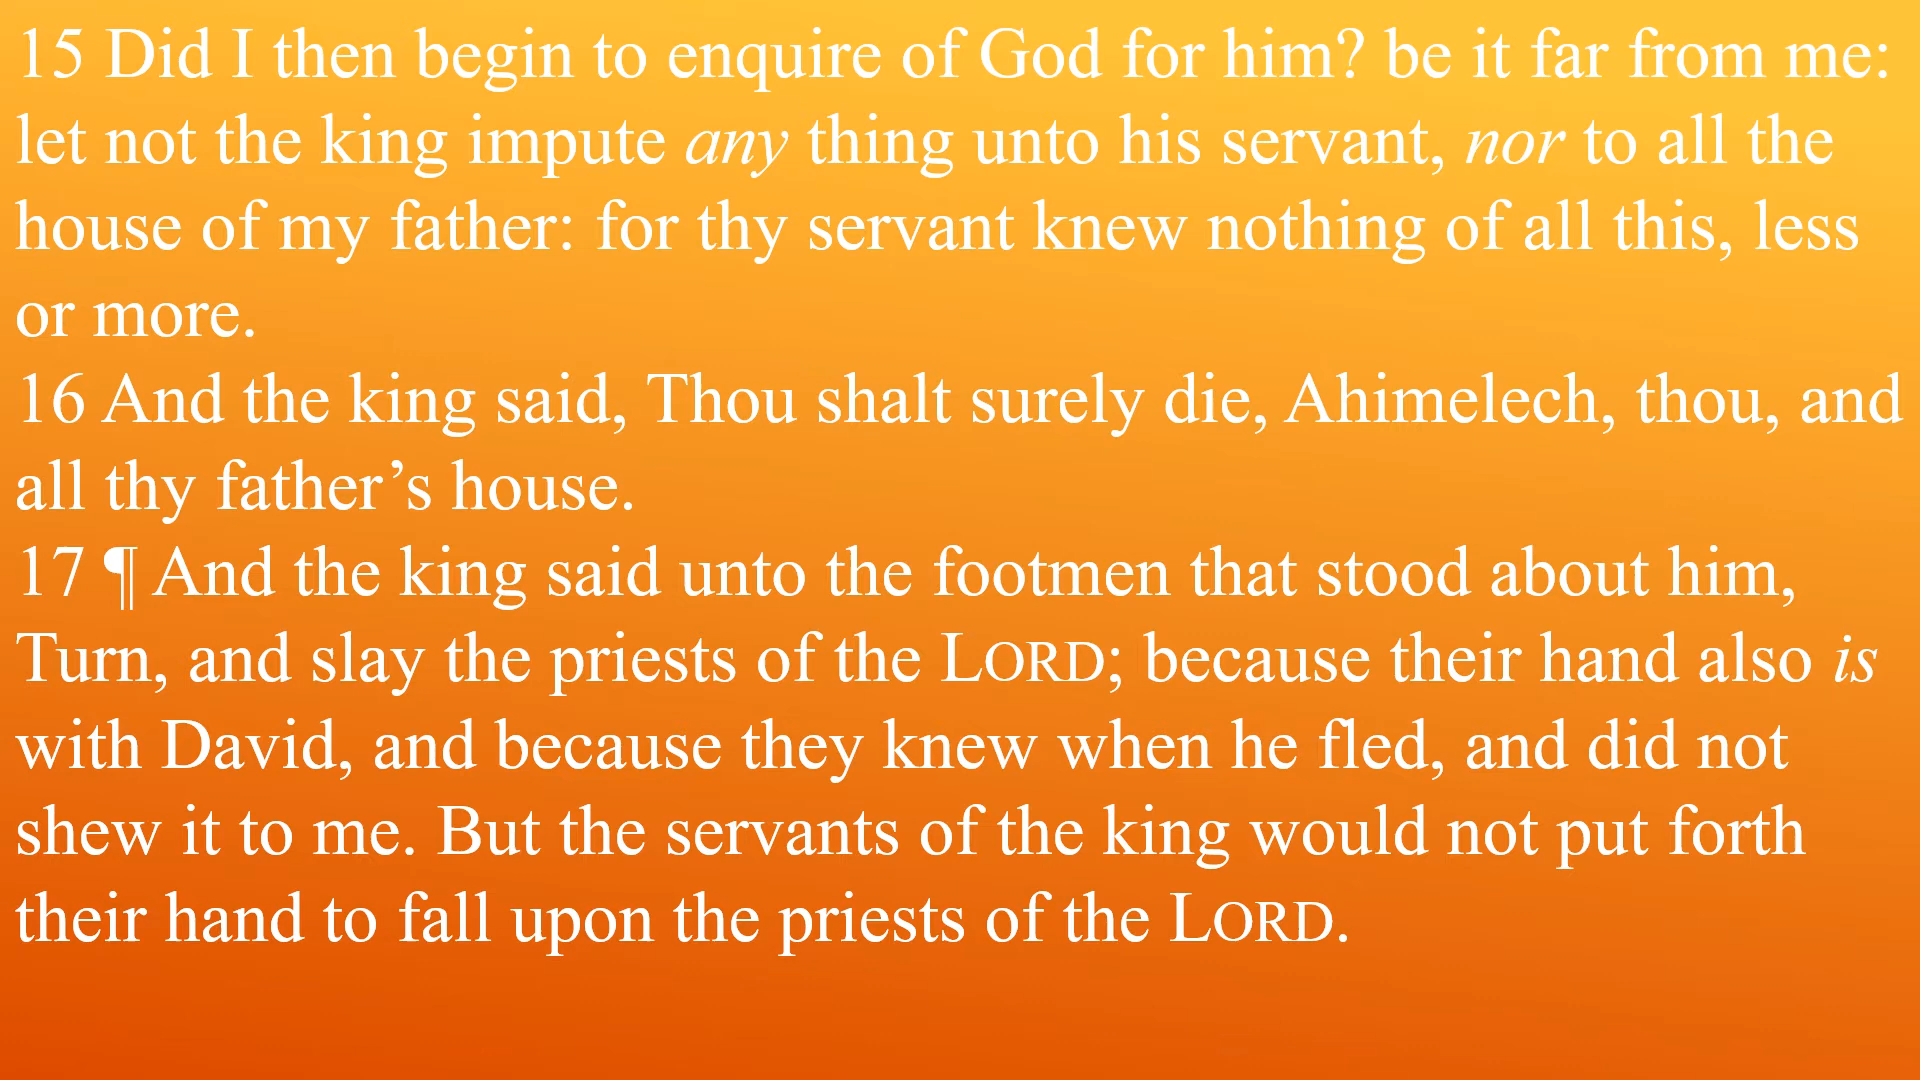 15 Did I then begin to enquire of God for him? be it far from me:
let not the king impute any thing unto his servant, nor to all the
house of my father: for thy servant knew nothing of all this, less
or more.
16 And the king said, Thou shalt surely die, Ahimelech, thou, and
all thy father’s house.
17 ¶ And the king said unto the footmen that stood about him,
Turn, and slay the priests of the LORD; because their hand also is
with David, and because they knew when he fled, and did not
shew it to me. But the servants of the king would not put forth
their hand to fall upon the priests of the LORD.